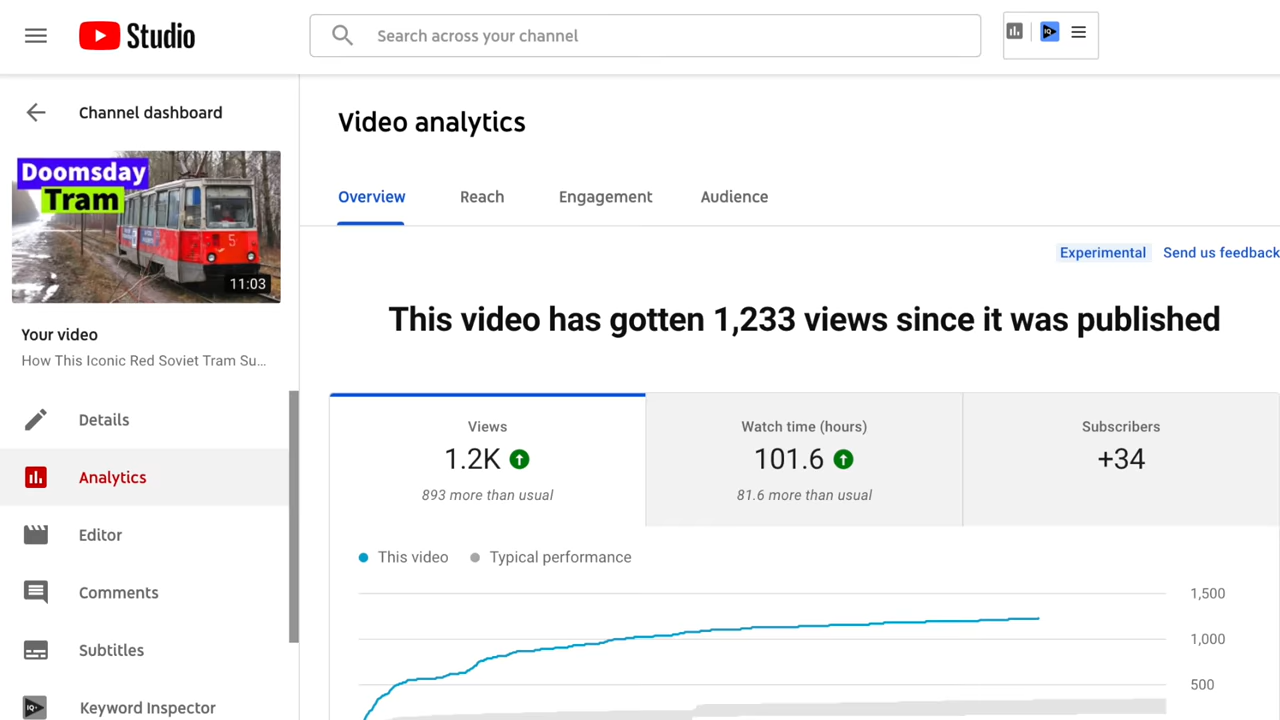 Studio
Search across your channel
Channel dashboard
Doomsday
Tram
5
11:03
Your video
How This Iconic Red Soviet Tram Su...
Details
Analytics
Editor
Comments
Subtitles
Keyword Inspector
Video analytics
Overview Reach Engagement Audience
Experimental Send us feedback
This video has gotten 1,233 views since it was published
Views
1.2K
893 more than usual
Watch time (hours)
101.6
81.6 more than usual
Subscribers
+34
This video Typical performance
1,500
1,000
500